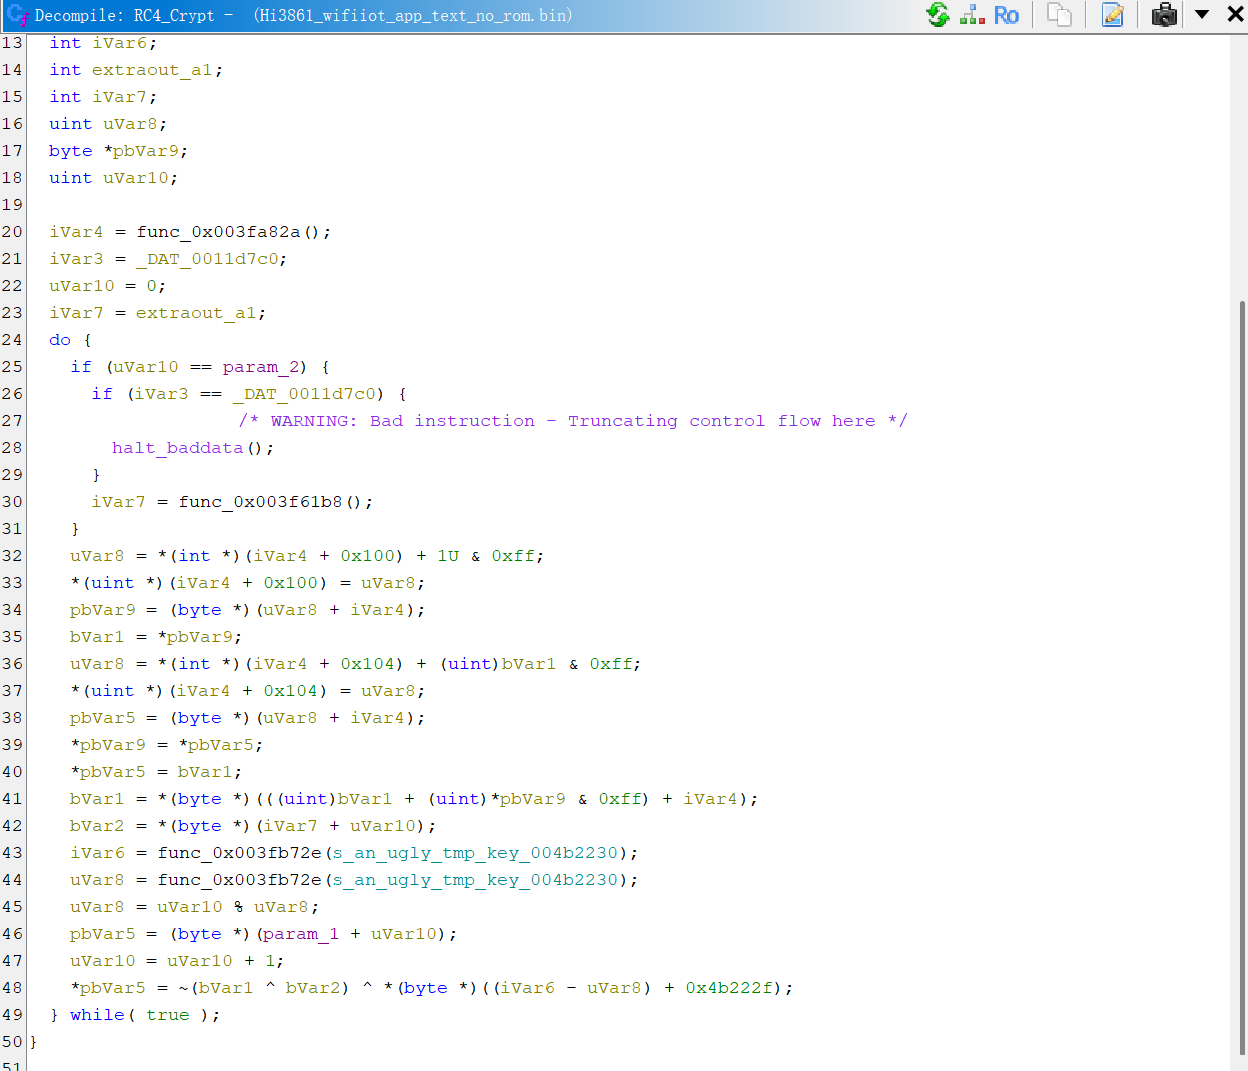 Decompile: RC4_Crypt - (Hi3861_wifiiot_app_text_no_rom.bin)
13 int iVar6;
14 int extraout_a1;
15 int iVar7;
16 uint uVar8;
17 byte *pbVar9;
18 uint uVar10;
19
20 iVar4 = func_0x003fa82a();
21 iVar3 = _DAT_0011d7c0;
22 uVar10 = 0;
23 iVar7 = extraout_a1;
24 do {
25 if (uVar10 == param_2) {
26 if (iVar3 == _DAT_0011d7c0) {
27 /* WARNING: Bad instruction - Truncating control flow here */
28 halt_baddata();
29 }
30 iVar7 = func_0x003f61b8();
31 }
32 uVar8 = *(int *)(iVar4 + 0x100) + 1U & 0xff;
33 *(uint *)(iVar4 + 0x100) = uVar8;
34 pbVar9 = (byte *)(uVar8 + iVar4);
35 bVar1 = *pbVar9;
36 uVar8 = *(int *)(iVar4 + 0x104) + (uint)bVar1 & 0xff;
37 *(uint *)(iVar4 + 0x104) = uVar8;
38 pbVar5 = (byte *)(uVar8 + iVar4);
39 *pbVar9 = *pbVar5;
40 *pbVar5 = bVar1;
41 bVar1 = *(byte *)(((uint)bVar1 + (uint)*pbVar9 & 0xff) + iVar4);
42 bVar2 = *(byte *)(iVar7 + uVar10);
43 iVar6 = func_0x003fb72e(s_an_ugly_tmp_key_004b2230);
44 uVar8 = func_0x003fb72e(s_an_ugly_tmp_key_004b2230);
45 uVar8 = uVar10 % uVar8;
46 pbVar5 = (byte *)(param_1 + uVar10);
47 uVar10 = uVar10 + 1;
48 *pbVar5 = ~(bVar1 ^ bVar2) ^ *(byte *)((iVar6 - uVar8) + 0x4b222f);
49 } while( true );
50 }
51